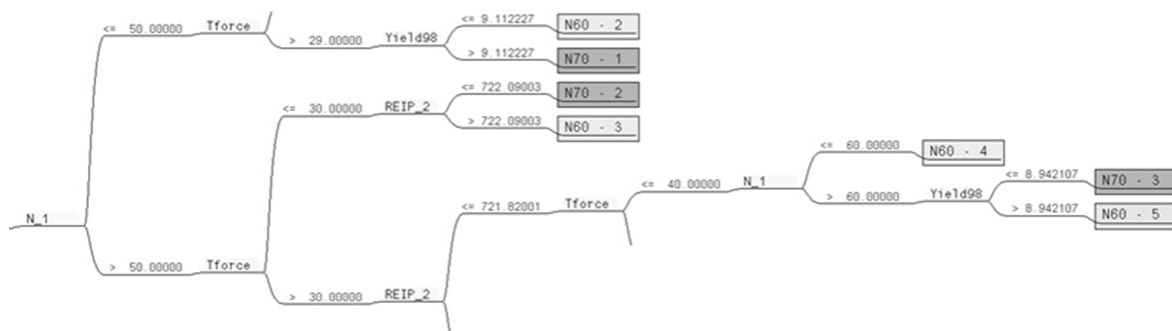 <= 9.112227
N60 - 2
<= 50.00000
Tforce
> 29.00000
Yield98
> 9.112227
N70 - 1
<= 722.09003
N70 - 2
<= 30.00000
REIP_2
> 722.09003
N60 - 3
<= 60.00000
N60 - 4
<= 40.00000
N_1
<= 8.942107
N70 - 3
> 60.00000
Yield98
<= 721.82001
Tforce
> 8.942107
N60 - 5
N_1
> 50.00000
Tforce
> 30.00000
REIP_2